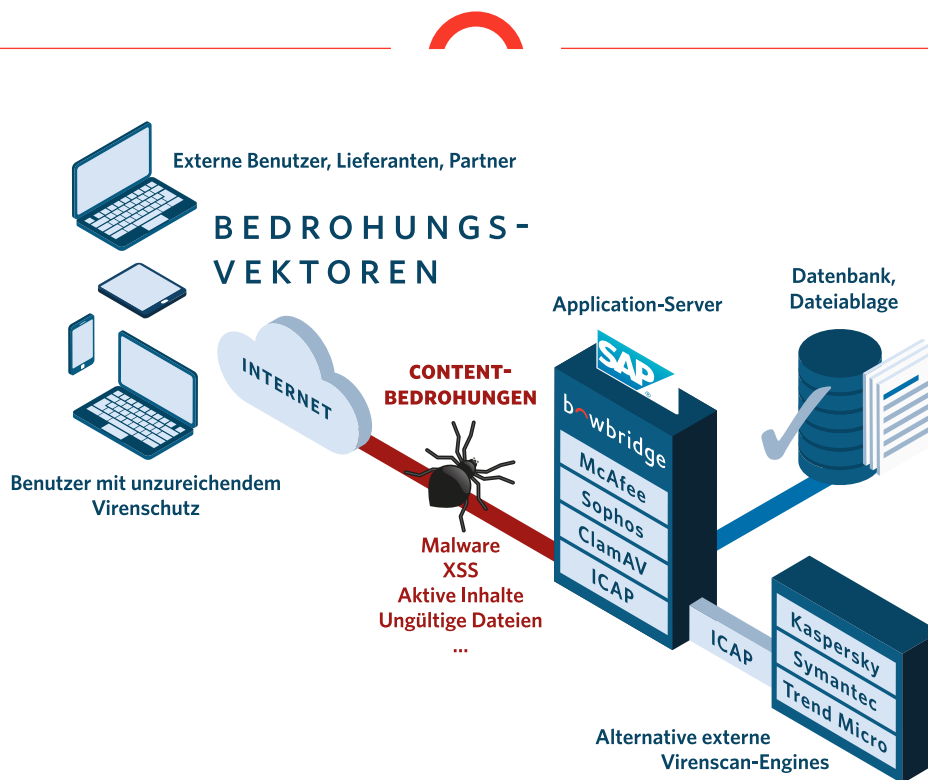 Externe Benutzer, Lieferanten, Partner
BEDROHUNGS-
VEKTOREN
Benutzer mit unzureichendem
Virenschutz
INTERNET
CONTENT-
BEDROHUNGEN
Malware
XSS
Aktive Inhalte
Ungültige Dateien
...
Application-Server
SAP
®
bowbridge
McAfee
Sophos
ClamAV
ICAP
Datenbank,
Dateiablage
ICAP
Kaspersky
Symantec
Trend Micro
Alternative externe
Virenscan-Engines